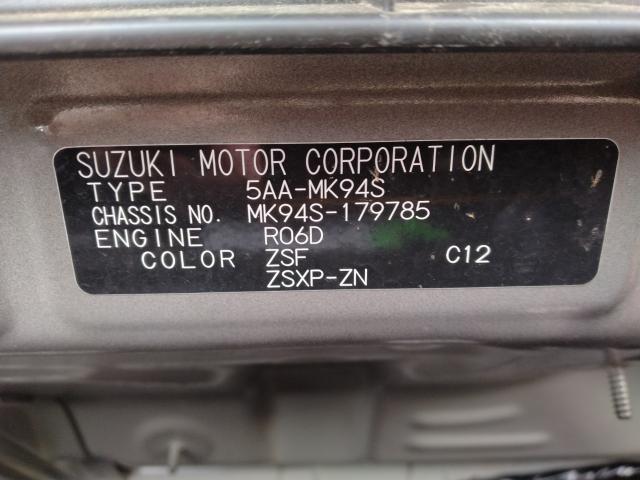 SUZUKI MOTOR CORPORATION
TYPE 5AA-MK94S
CHASSIS NO. MK94S-179785
ENGINE R06D
COLOR ZSF C12
ZSXP-ZN